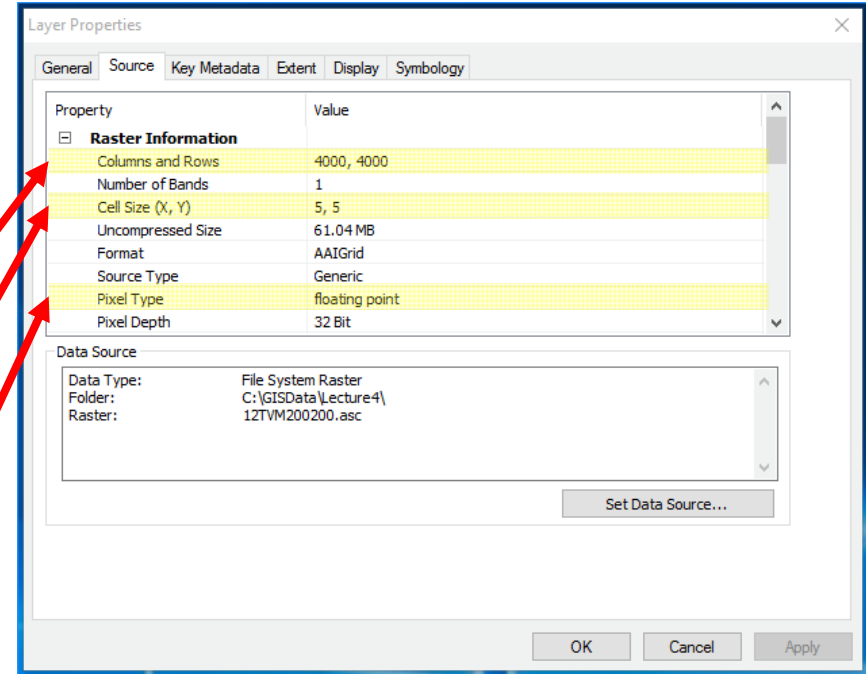 Layer Properties
General Source Key Metadata Extent Display Symbology
Property Value
Raster Information
Columns and Rows 4000, 4000
Number of Bands 1
Cell Size (X, Y) 5, 5
Uncompressed Size 61.04 MB
Format AAIGrid
Source Type Generic
Pixel Type floating point
Pixel Depth 32 Bit
Data Source
Data Type: File System Raster
Folder: C:\GISData\Lecture4\
Raster: 12TVM200200.asc
Set Data Source...
OK Cancel Apply